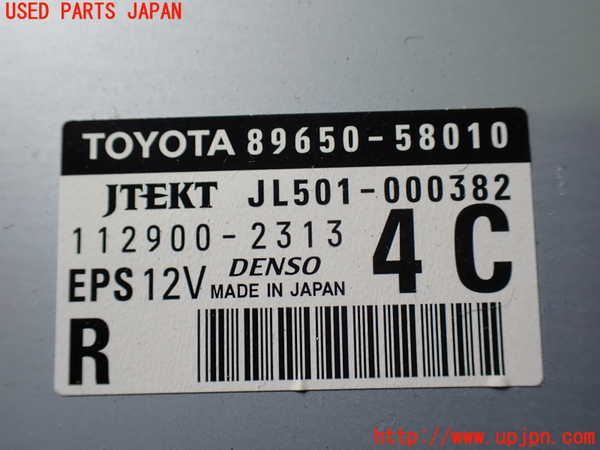 USED PARTS JAPAN
TOYOTA 89650-58010
JTEKT JL501-000382
112900-2313 4C
EPS 12V DENSO
MADE IN JAPAN
R
http://www.upjpn.com/